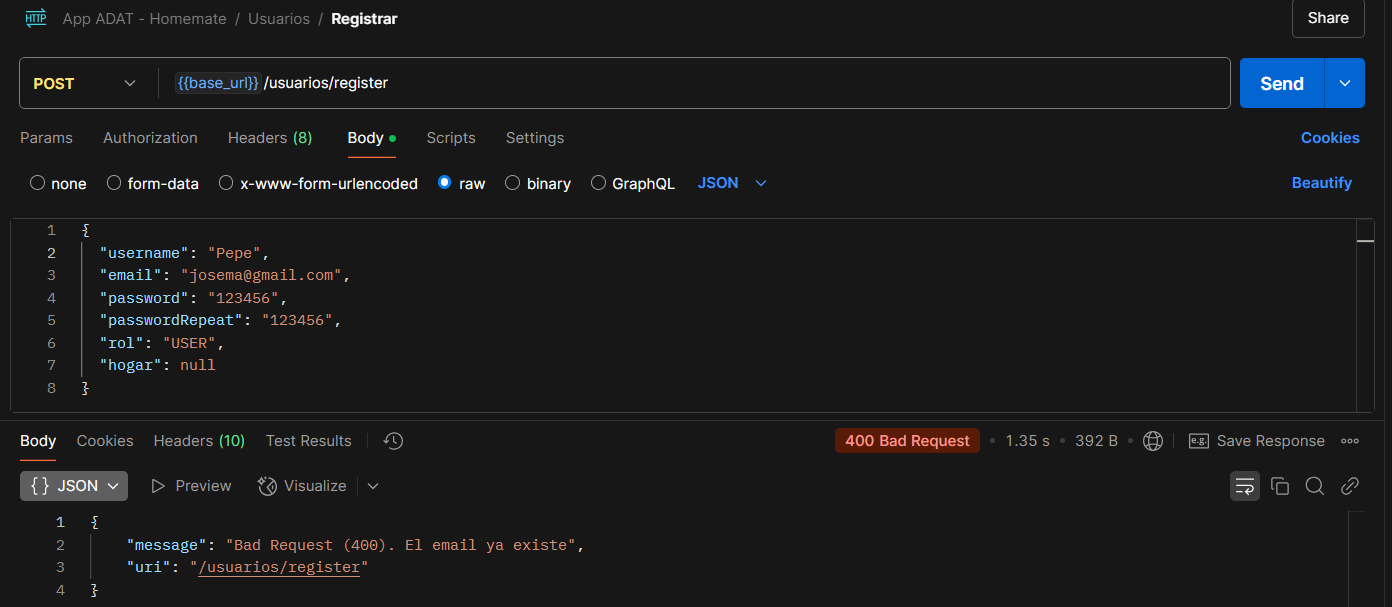 HTTP App ADAT - Homemate / Usuarios / Registrar Share
POST {{base_url}}/usuarios/register Send
Params Authorization Headers (8) Body Scripts Settings Cookies
none form-data x-www-form-urlencoded raw binary GraphQL JSON Beautify
1 {
2 "username": "Pepe",
3 "email": "josema@gmail.com",
4 "password": "123456",
5 "passwordRepeat": "123456",
6 "rol": "USER",
7 "hogar": null
8 }
Body Cookies Headers (10) Test Results 400 Bad Request • 1.35 s • 392 B • e.g. Save Response
{} JSON Preview Visualize
1 {
2 "message": "Bad Request (400). El email ya existe",
3 "uri": "/usuarios/register"
4 }